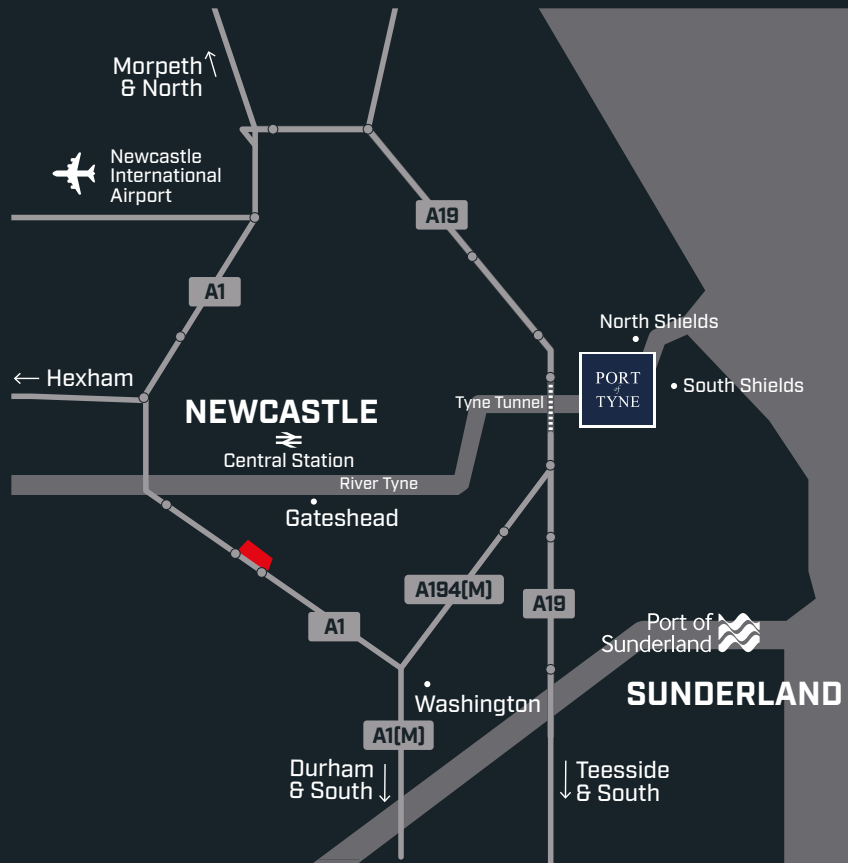 Morpeth
& North
Newcastle
International
Airport
A19
A1
North Shields
Hexham
PORT
of
TYNE
South Shields
NEWCASTLE
Tyne Tunnel
Central Station
River Tyne
Gateshead
A194(M)
A19
A1
Port of
Sunderland
SUNDERLAND
Washington
A1(M)
Durham
& South
Teesside
& South